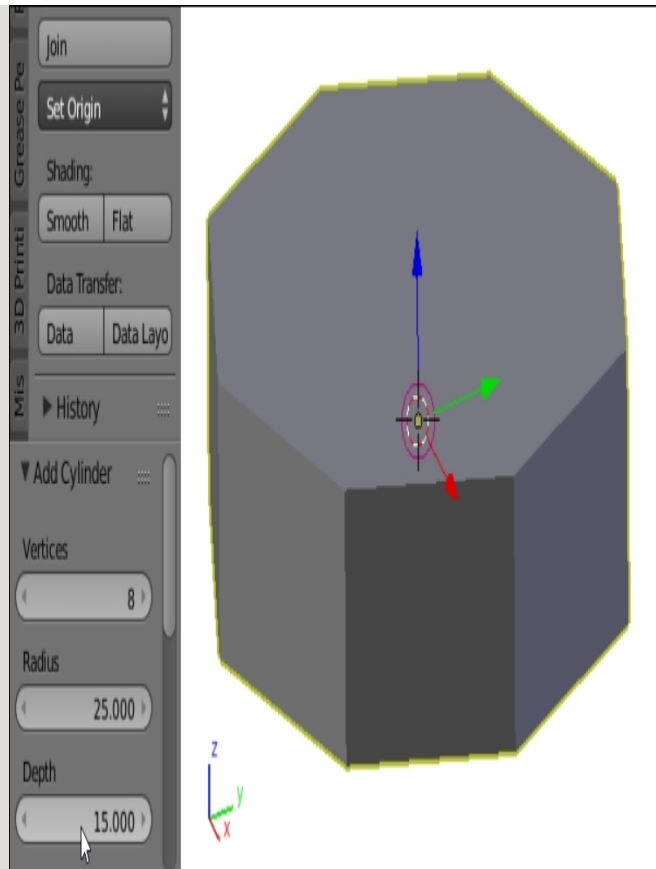 Join
Set Origin
Shading:
Smooth Flat
Data Transfer:
Data Data Layo
History
Add Cylinder
Vertices
8
Radius
25.000
Depth
15.000
Grease Pe
3D Printi
Mis
z
y
x